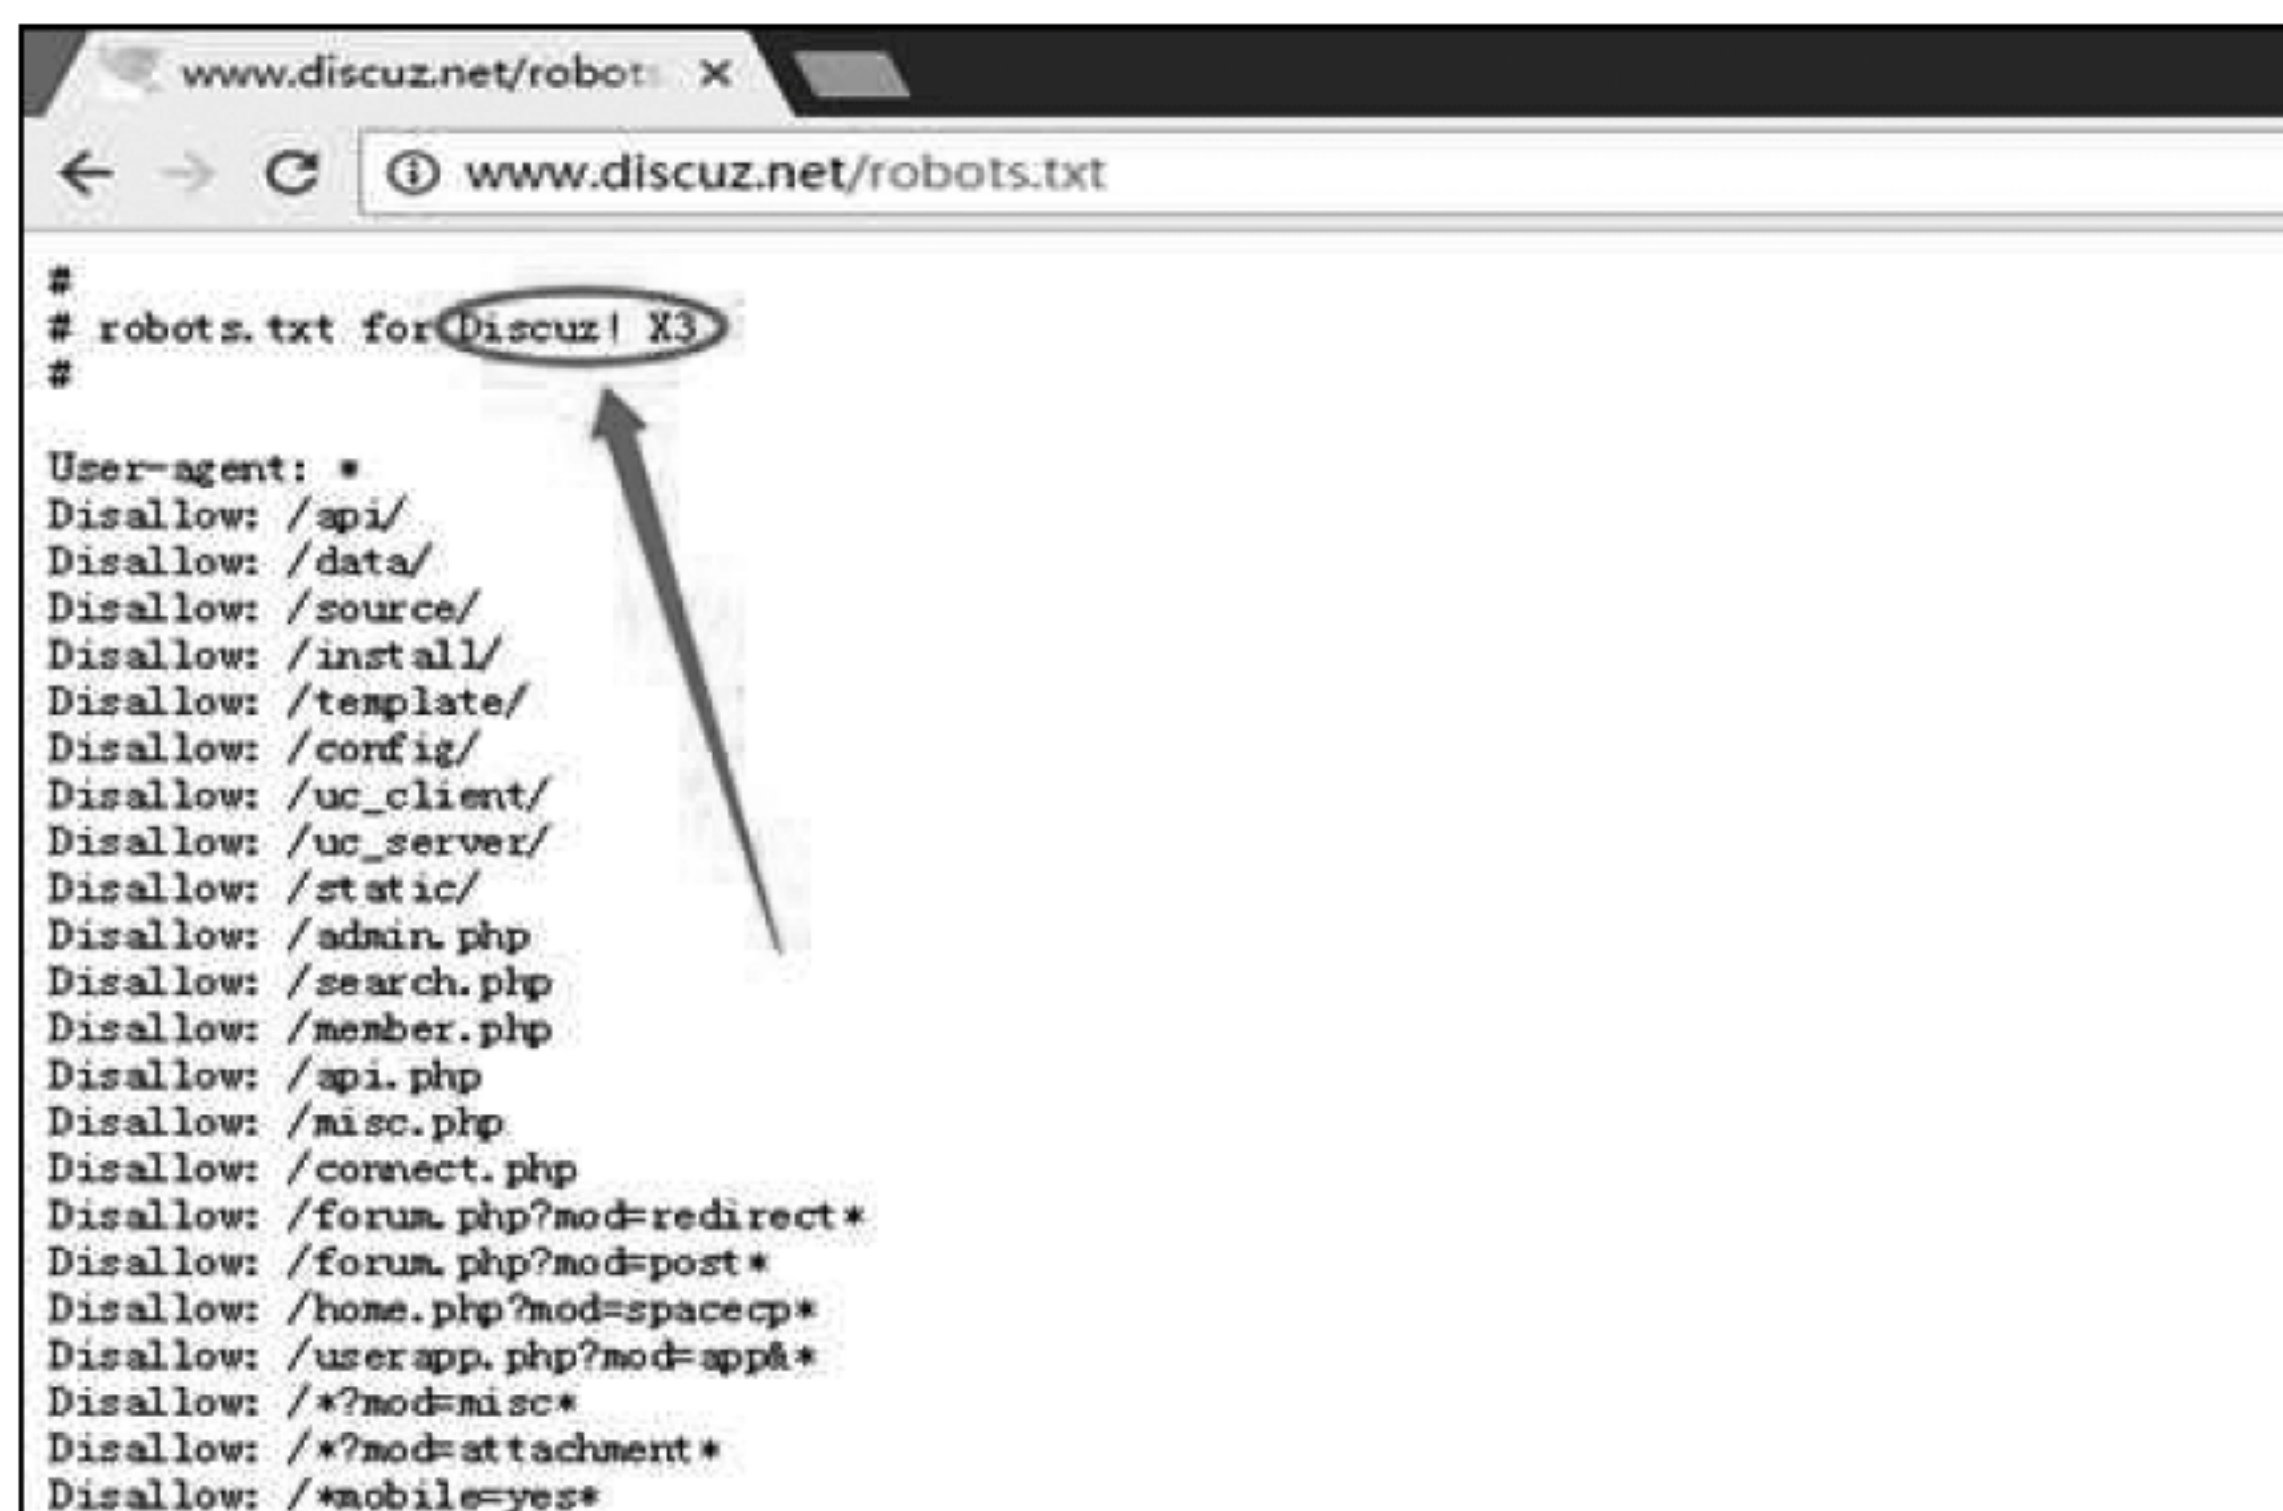 www.discuz.net/robots
www.discuz.net/robots.txt
#
# robots.txt for Discuz! X3
#
User-agent: *
Disallow: /api/
Disallow: /data/
Disallow: /source/
Disallow: /install/
Disallow: /template/
Disallow: /config/
Disallow: /uc_client/
Disallow: /uc_server/
Disallow: /static/
Disallow: /admin.php
Disallow: /search.php
Disallow: /member.php
Disallow: /api.php
Disallow: /misc.php
Disallow: /connect.php
Disallow: /forum.php?mod=redirect*
Disallow: /forum.php?mod=post*
Disallow: /home.php?mod=spacecp*
Disallow: /userapp.php?mod=app&*
Disallow: /*?mod=misc*
Disallow: /*?mod=attachment*
Disallow: /*mobile=yes*